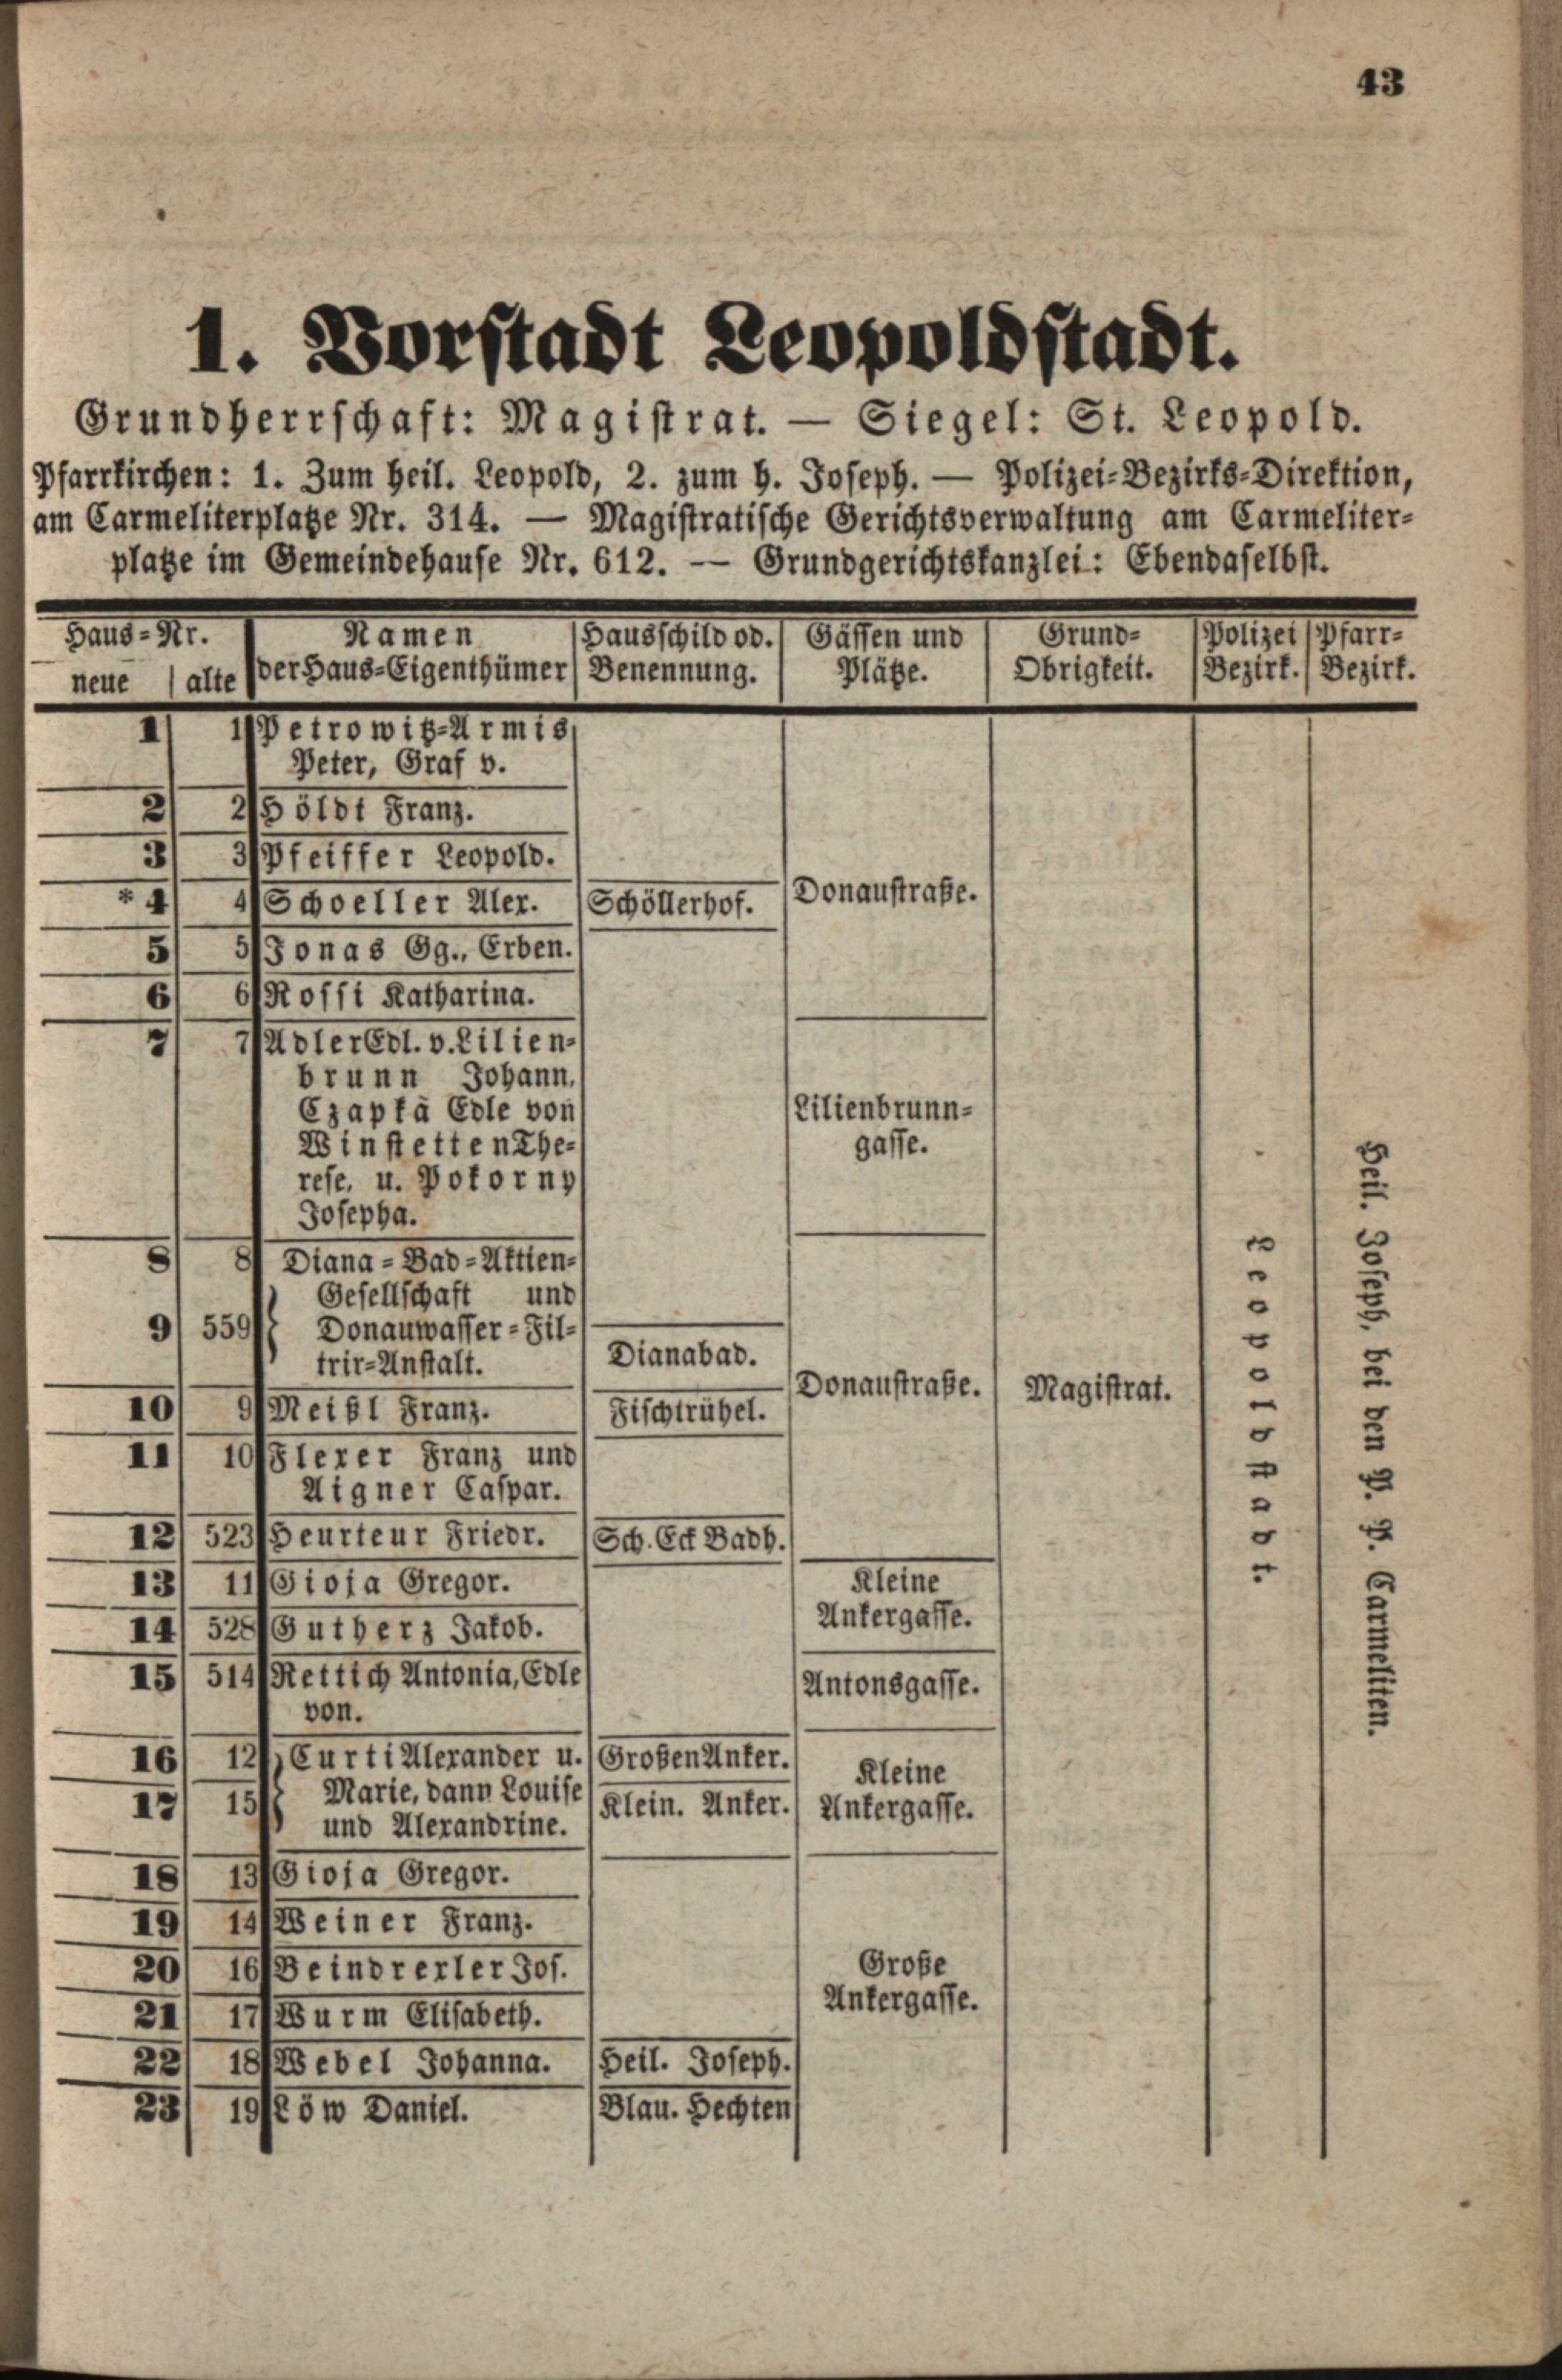 43
1. Vorstadt Leopoldstadt.
Grundherrschaft: Magistrat. — Siegel: St. Leopold.
Pfarrkirchen: 1. Zum heil. Leopold, 2. zum h. Joseph. — Polizei-Bezirks-Direktion,
am Carmeliterplatze Nr. 314. — Magistratische Gerichtsverwaltung am Carmeliter-
platze im Gemeindehause Nr. 612. — Grundgerichtskanzlei: Ebendaselbst.
Haus-Nr. Namen Hausschild od. Gässen und Grund- Polizei Pfarr-
neue alte der Haus-Eigenthümer Benennung. Plätze. Obrigkeit. Bezirk. Bezirk.
1 1 Petrowitz-Armis
Peter, Graf v.
2 2 Höldt Franz.
3 3 Pfeiffer Leopold.
* 4 4 Schoeller Alex. Schöllerhof. Donaustraße.
5 5 Jonas Gg., Erben.
6 6 Rossi Katharina.
7 7 Adler Edl. v. Lilien-
brunn Johann,
Czapka Edle von
Winstetten The-
rese, u. Pokorny
Josepha.
Lilienbrunn-
gasse.
8 8 Diana-Bad-Aktien-
Gesellschaft und
9 559 Donauwasser-Fil-
trir-Anstalt. Dianabad.
Donaustraße. Magistrat.
10 9 Meißl Franz. Fischtrühel.
11 10 Flexer Franz und
Aigner Caspar.
12 523 Heurteur Friedr. Sch. Eck Badh.
13 11 Gioja Gregor. Kleine
Ankergasse.
14 528 Gutherz Jakob.
15 514 Rettich Antonia, Edle
von. Antonsgasse.
16 12 Curti Alexander u. Großen Anker. Kleine
17 15 Marie, dann Louise Klein. Anker. Ankergasse.
und Alexandrine.
18 13 Gioja Gregor.
19 14 Weiner Franz.
20 16 Beindrexler Jos. Große
21 17 Wurm Elisabeth. Ankergasse.
22 18 Webel Johanna. Heil. Joseph.
23 19 Löw Daniel. Blau. Hechten
Leopoldstadt.
Heil. Joseph, bei den P. P. Carmeliten.